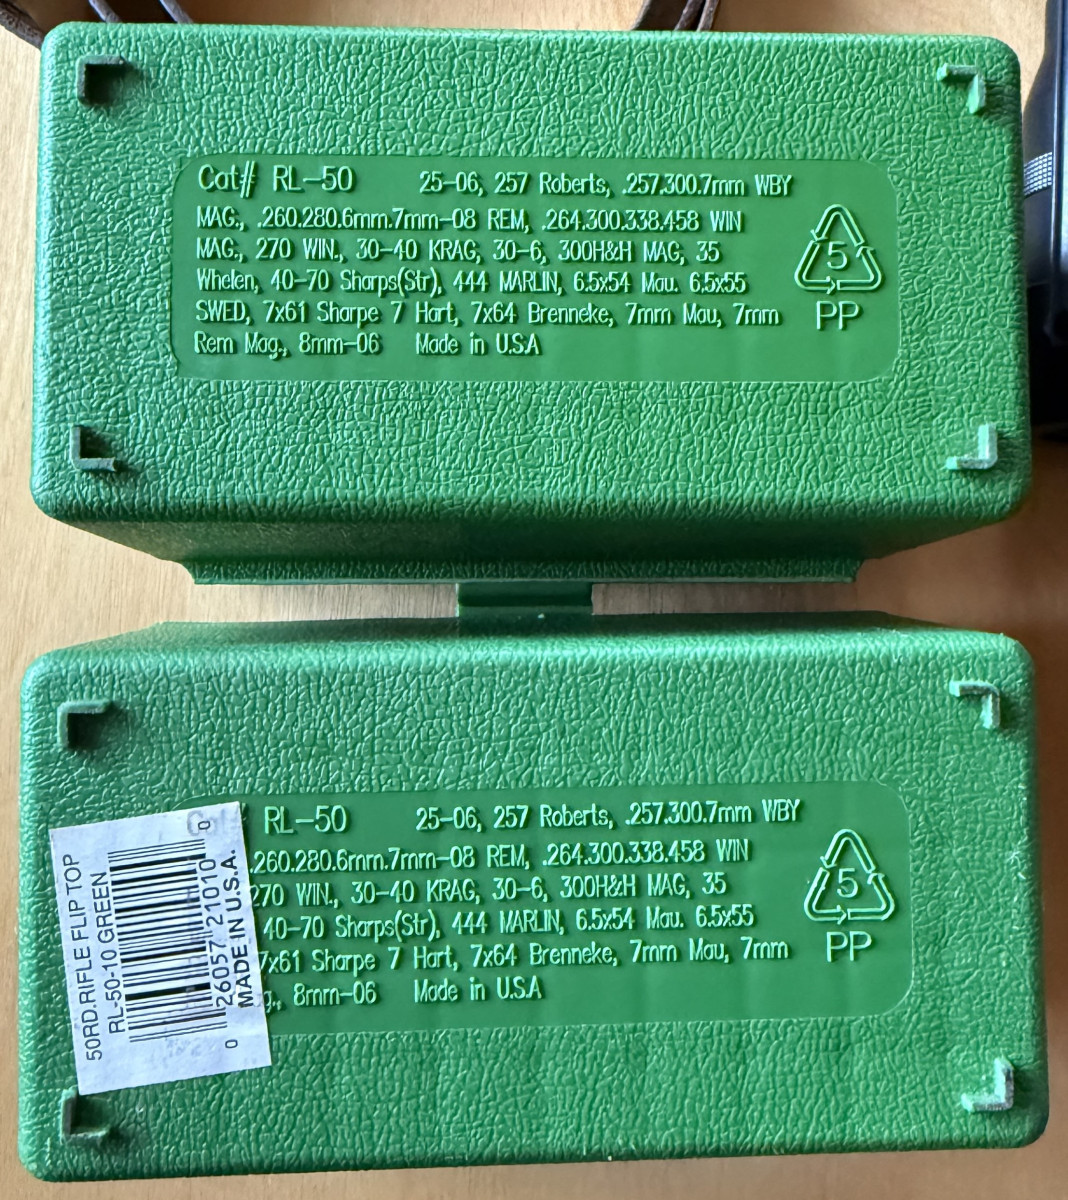 Cat# RL-50 25-06, 257 Roberts, .257.300.7mm WBY
MAG., .260.280.6mm.7mm-08 REM, .264.300.338.458 WIN
MAG., 270 WIN., 30-40 KRAG, 30-6, 300H&H MAG, 35
Whelen, 40-70 Sharps(Str), 444 MARLIN, 6.5x54 Mau. 6.5x55
SWED, 7x61 Sharpe 7 Hart, 7x64 Brenneke, 7mm Mau, 7mm
Rem Mag., 8mm-06 Made in U.S.A
5
PP
RL-50 25-06, 257 Roberts, .257.300.7mm WBY
.260.280.6mm.7mm-08 REM, .264.300.338.458 WIN
270 WIN., 30-40 KRAG, 30-6, 300H&H MAG, 35
40-70 Sharps(Str), 444 MARLIN, 6.5x54 Mau. 6.5x55
7x61 Sharpe 7 Hart, 7x64 Brenneke, 7mm Mau, 7mm
g., 8mm-06 Made in U.S.A
5
PP
50RD.RIFLE FLIP TOP
RL-50-10 GREEN
0 26057 21010 0
MADE IN U.S.A.